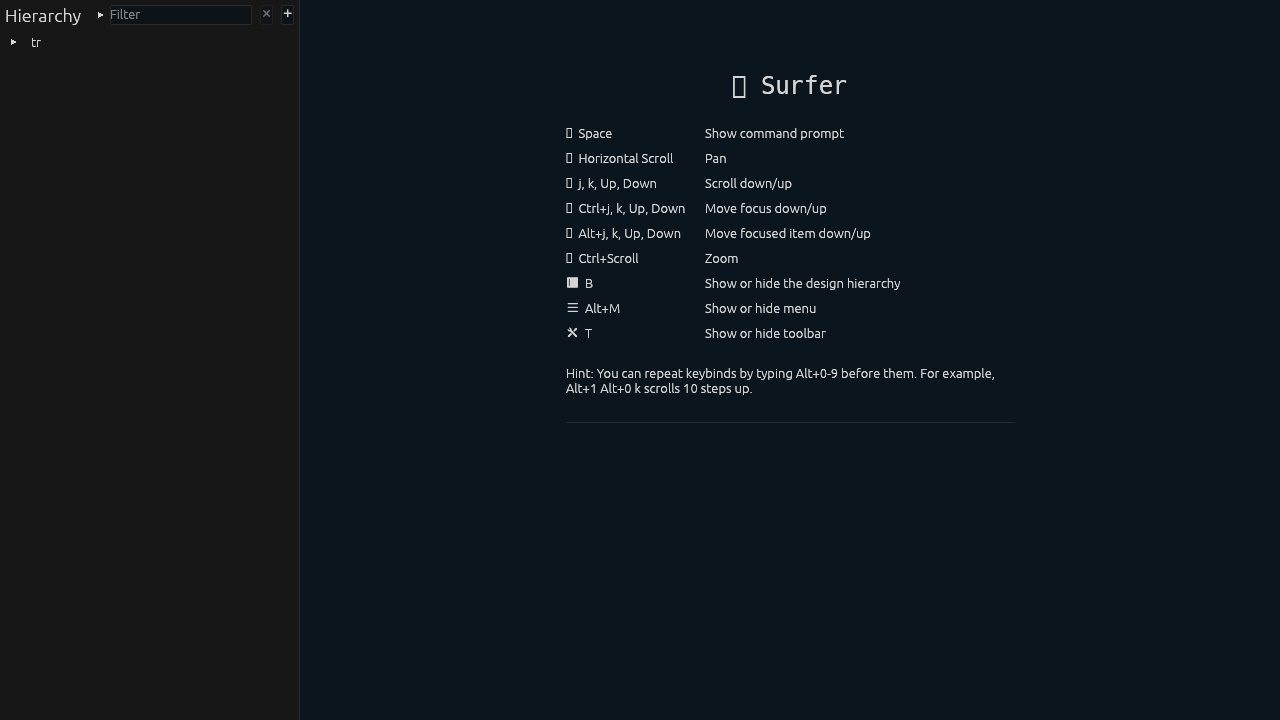 Hierarchy Filter
tr
Surfer
Space Show command prompt
Horizontal Scroll Pan
j, k, Up, Down Scroll down/up
Ctrl+j, k, Up, Down Move focus down/up
Alt+j, k, Up, Down Move focused item down/up
Ctrl+Scroll Zoom
B Show or hide the design hierarchy
Alt+M Show or hide menu
T Show or hide toolbar
Hint: You can repeat keybinds by typing Alt+0-9 before them. For example,
Alt+1 Alt+0 k scrolls 10 steps up.